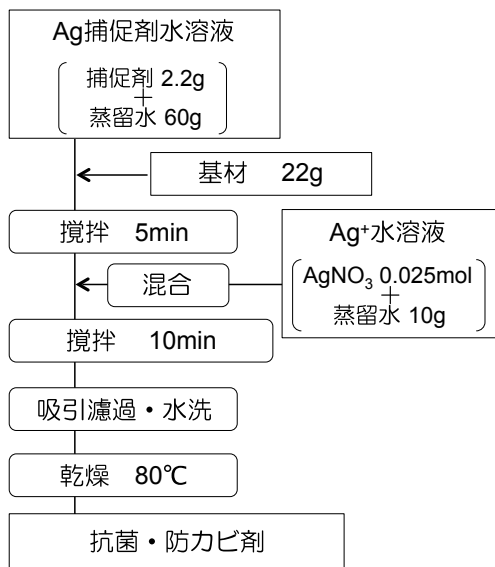 Ag捕促剤水溶液
捕促剤 2.2g
+
蒸留水 60g
基材 22g
攪拌 5min
Ag⁺水溶液
AgNO₃ 0.025mol
+
蒸留水 10g
混合
攪拌 10min
吸引濾過・水洗
乾燥 80℃
抗菌・防カビ剤